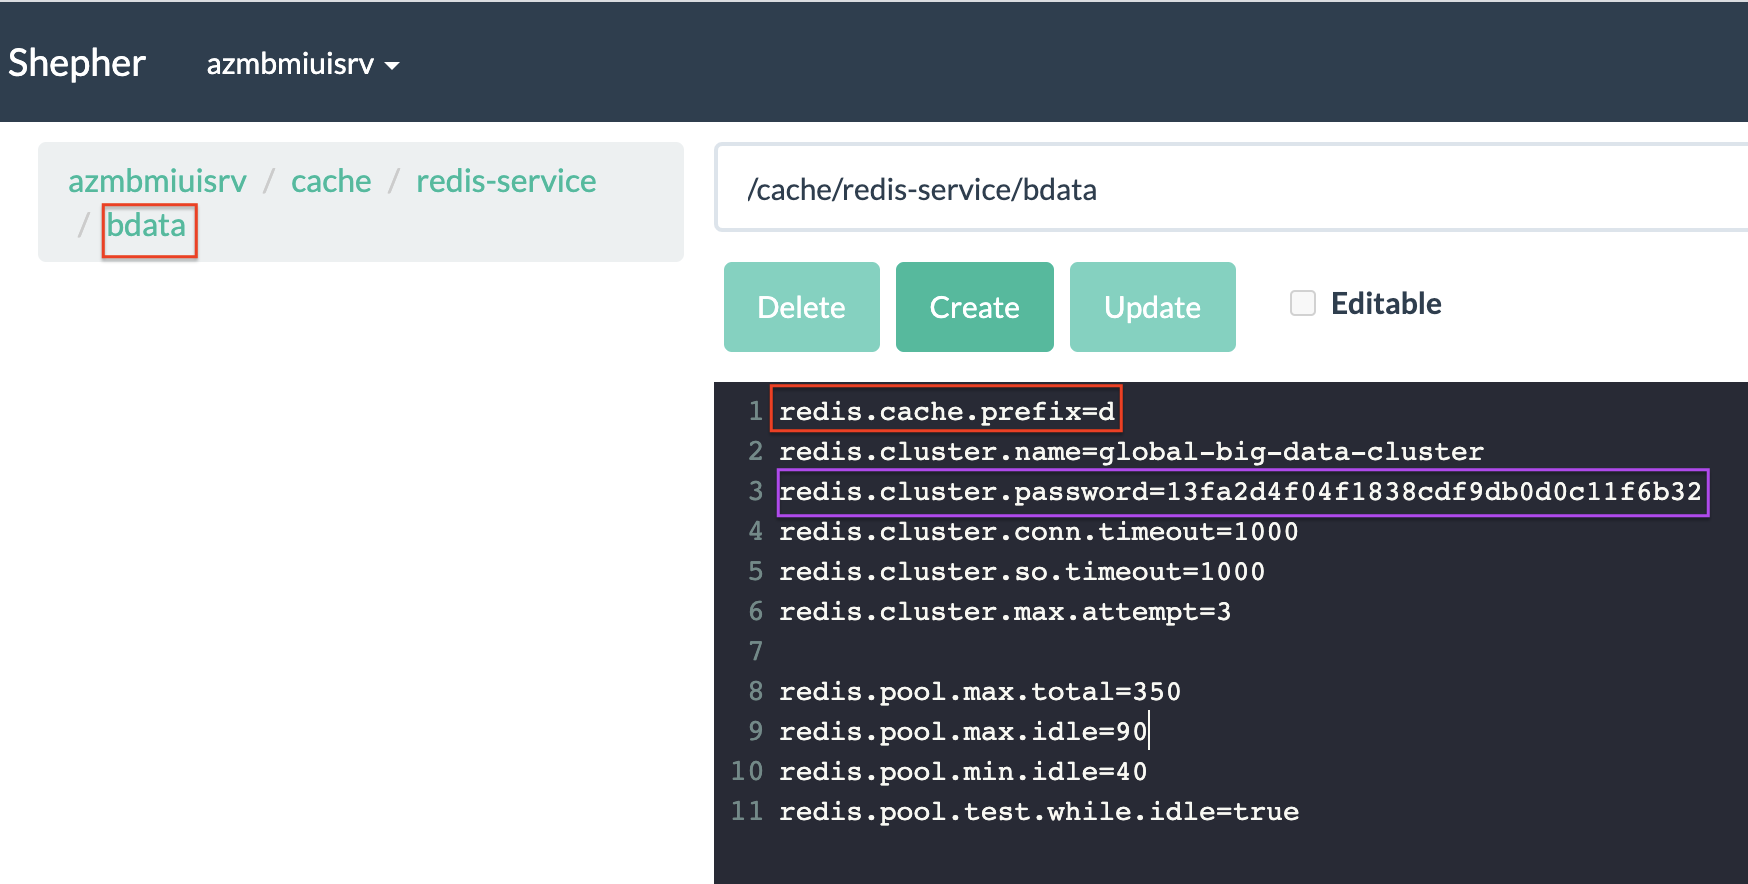 Shepher azmbmiuisrv
azmbmiuisrv / cache / redis-service
/ bdata
/cache/redis-service/bdata
Delete Create Update Editable
1 redis.cache.prefix=d
2 redis.cluster.name=global-big-data-cluster
3 redis.cluster.password=13fa2d4f04f1838cdf9db0d0c11f6b32
4 redis.cluster.conn.timeout=1000
5 redis.cluster.so.timeout=1000
6 redis.cluster.max.attempt=3
7
8 redis.pool.max.total=350
9 redis.pool.max.idle=90
10 redis.pool.min.idle=40
11 redis.pool.test.while.idle=true